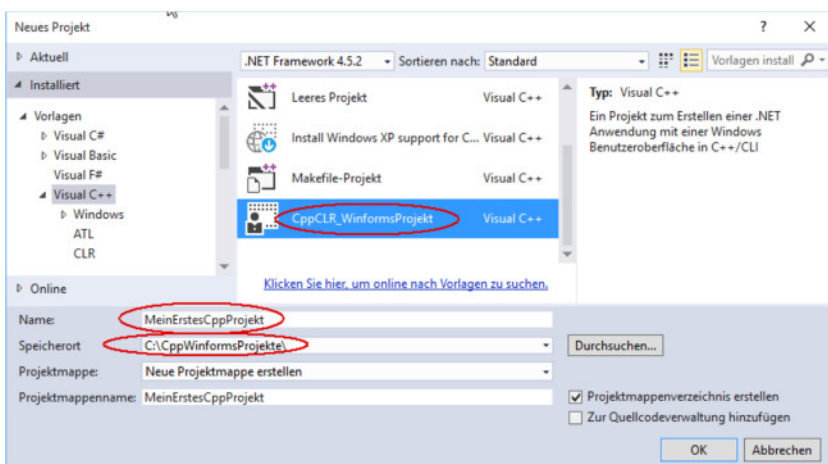 Neues Projekt
? ×
Aktuell
.NET Framework 4.5.2 Sortieren nach: Standard
Vorlagen install
Installiert
Vorlagen
Visual C#
Visual Basic
Visual F#
Visual C++
Windows
ATL
CLR
Online
Leeres Projekt Visual C++
Install Windows XP support for C... Visual C++
Makefile-Projekt Visual C++
CppCLR_WinformsProjekt Visual C++
Klicken Sie hier, um online nach Vorlagen zu suchen.
Typ: Visual C++
Ein Projekt zum Erstellen einer .NET
Anwendung mit einer Windows
Benutzeroberfläche in C++/CLI
Name: MeinErstesCppProjekt
Speicherort C:\CppWinformsProjekte\
Durchsuchen...
Projektmappe: Neue Projektmappe erstellen
Projektmappenname: MeinErstesCppProjekt
Projektmappenverzeichnis erstellen
Zur Quellcodeverwaltung hinzufügen
OK Abbrechen